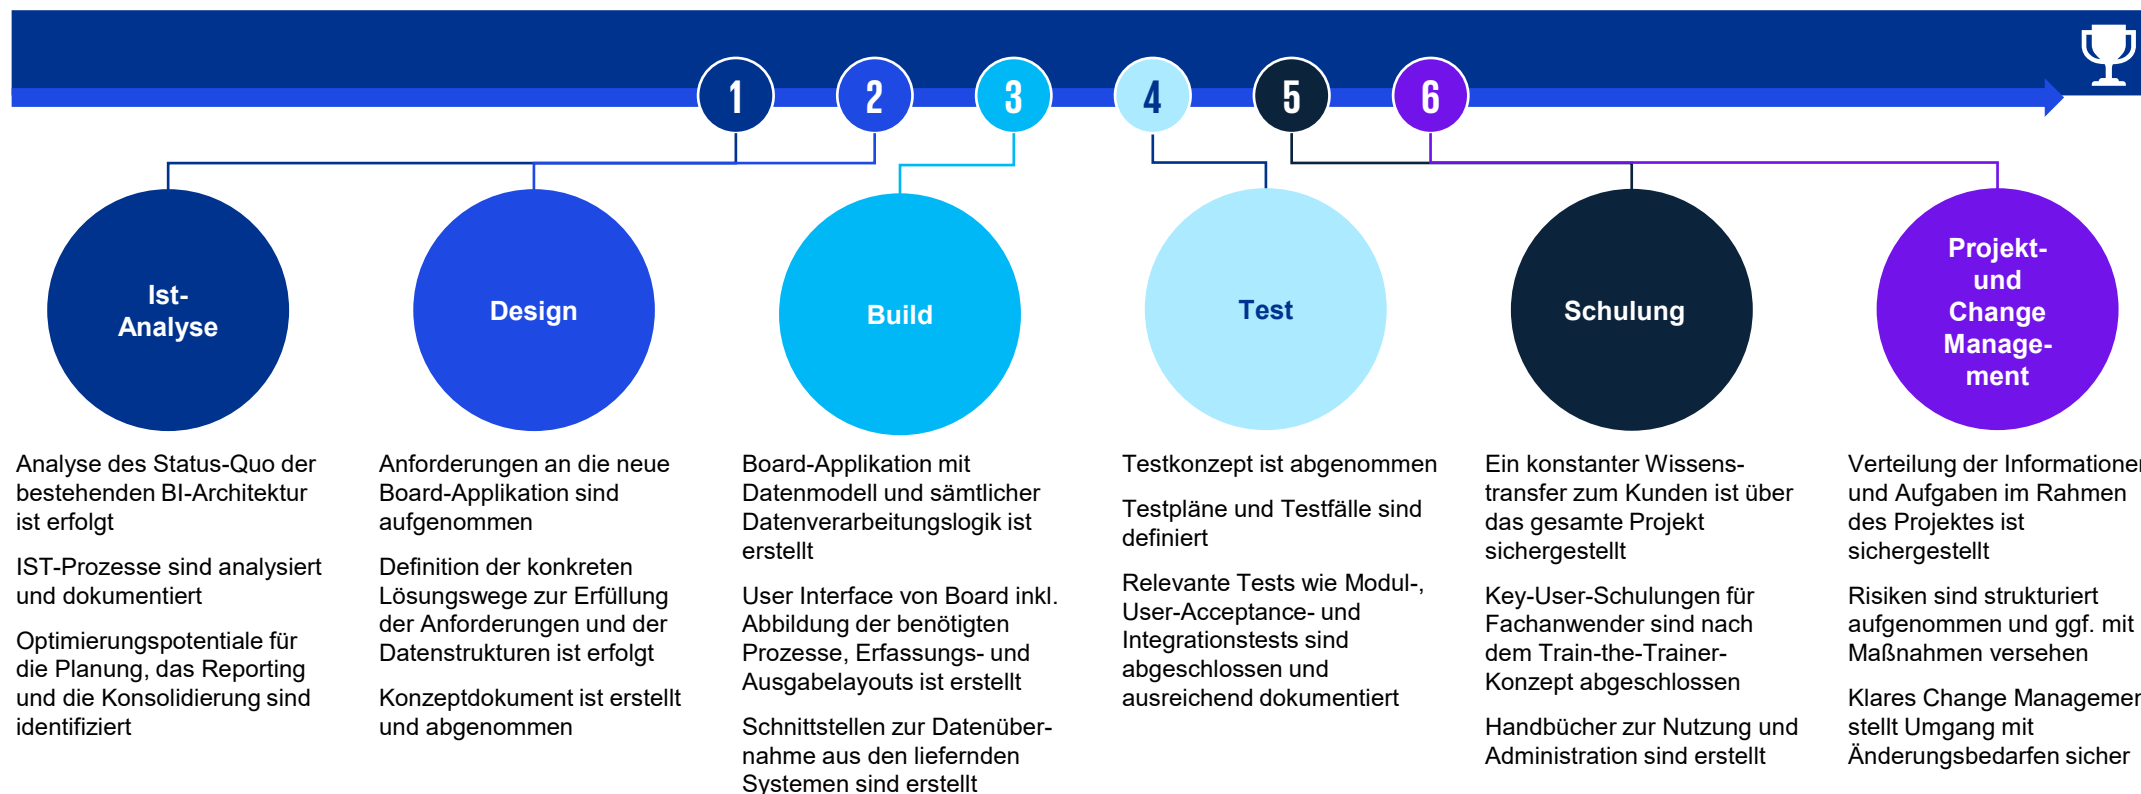 1
2
3
4
5
6
Ist-
Analyse
Design
Build
Test
Schulung
Projekt-
und
Change
Manage-
ment
Analyse des Status-Quo der
bestehenden BI-Architektur
ist erfolgt
IST-Prozesse sind analysiert
und dokumentiert
Optimierungspotentiale für
die Planung, das Reporting
und die Konsolidierung sind
identifiziert
Anforderungen an die neue
Board-Applikation sind
aufgenommen
Definition der konkreten
Lösungswege zur Erfüllung
der Anforderungen und der
Datenstrukturen ist erfolgt
Konzeptdokument ist erstellt
und abgenommen
Board-Applikation mit
Datenmodell und sämtlicher
Datenverarbeitungslogik ist
erstellt
User Interface von Board inkl.
Abbildung der benötigten
Prozesse, Erfassungs- und
Ausgabelayouts ist erstellt
Schnittstellen zur Datenüber-
nahme aus den liefernden
Systemen sind erstellt
Testkonzept ist abgenommen
Testpläne und Testfälle sind
definiert
Relevante Tests wie Modul-,
User-Acceptance- und
Integrationstests sind
abgeschlossen und
ausreichend dokumentiert
Ein konstanter Wissens-
transfer zum Kunden ist über
das gesamte Projekt
sichergestellt
Key-User-Schulungen für
Fachanwender sind nach
dem Train-the-Trainer-
Konzept abgeschlossen
Handbücher zur Nutzung und
Administration sind erstellt
Verteilung der Informationen
und Aufgaben im Rahmen
des Projektes ist
sichergestellt
Risiken sind strukturiert
aufgenommen und ggf. mit
Maßnahmen versehen
Klares Change Managemen
stellt Umgang mit
Änderungsbedarfen sicher